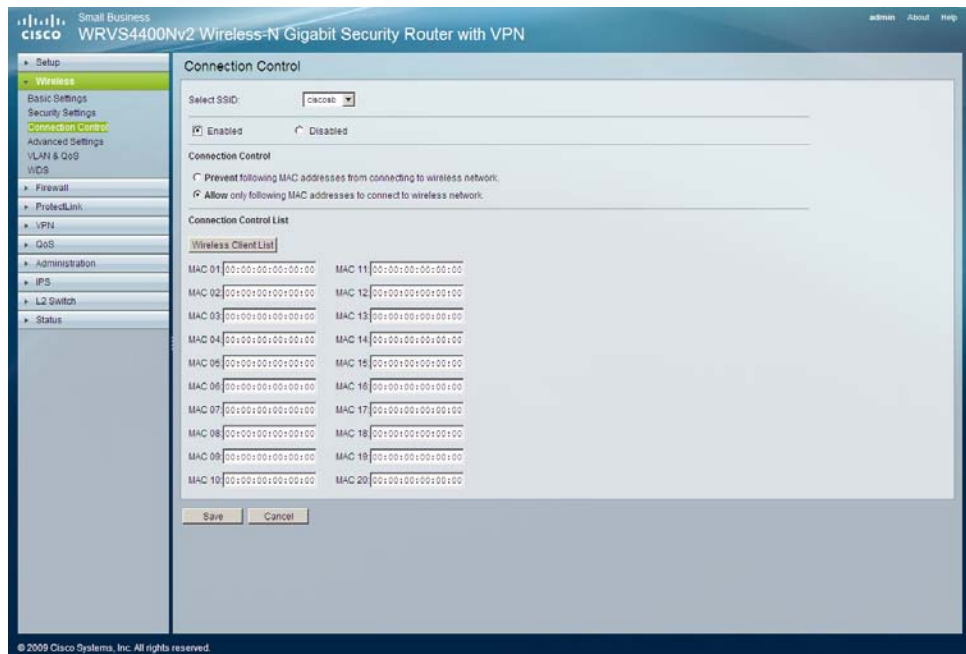 Small Business
cisco WRVS4400Nv2 Wireless-N Gigabit Security Router with VPN
admin About Help
Setup
Wireless
Basic Settings
Security Settings
Connection Control
Advanced Settings
VLAN & QoS
WDS
Firewall
ProtectLink
VPN
QoS
Administration
IPS
L2 Switch
Status
Connection Control
Select SSID: ciscosb
Enabled Disabled
Connection Control
Prevent following MAC addresses from connecting to wireless network.
Allow only following MAC addresses to connect to wireless network.
Connection Control List
Wireless Client List
MAC 01: 00:00:00:00:00:00 MAC 11: 00:00:00:00:00:00
MAC 02: 00:00:00:00:00:00 MAC 12: 00:00:00:00:00:00
MAC 03: 00:00:00:00:00:00 MAC 13: 00:00:00:00:00:00
MAC 04: 00:00:00:00:00:00 MAC 14: 00:00:00:00:00:00
MAC 05: 00:00:00:00:00:00 MAC 15: 00:00:00:00:00:00
MAC 06: 00:00:00:00:00:00 MAC 16: 00:00:00:00:00:00
MAC 07: 00:00:00:00:00:00 MAC 17: 00:00:00:00:00:00
MAC 08: 00:00:00:00:00:00 MAC 18: 00:00:00:00:00:00
MAC 09: 00:00:00:00:00:00 MAC 19: 00:00:00:00:00:00
MAC 10: 00:00:00:00:00:00 MAC 20: 00:00:00:00:00:00
Save Cancel
© 2009 Cisco Systems, Inc. All rights reserved.